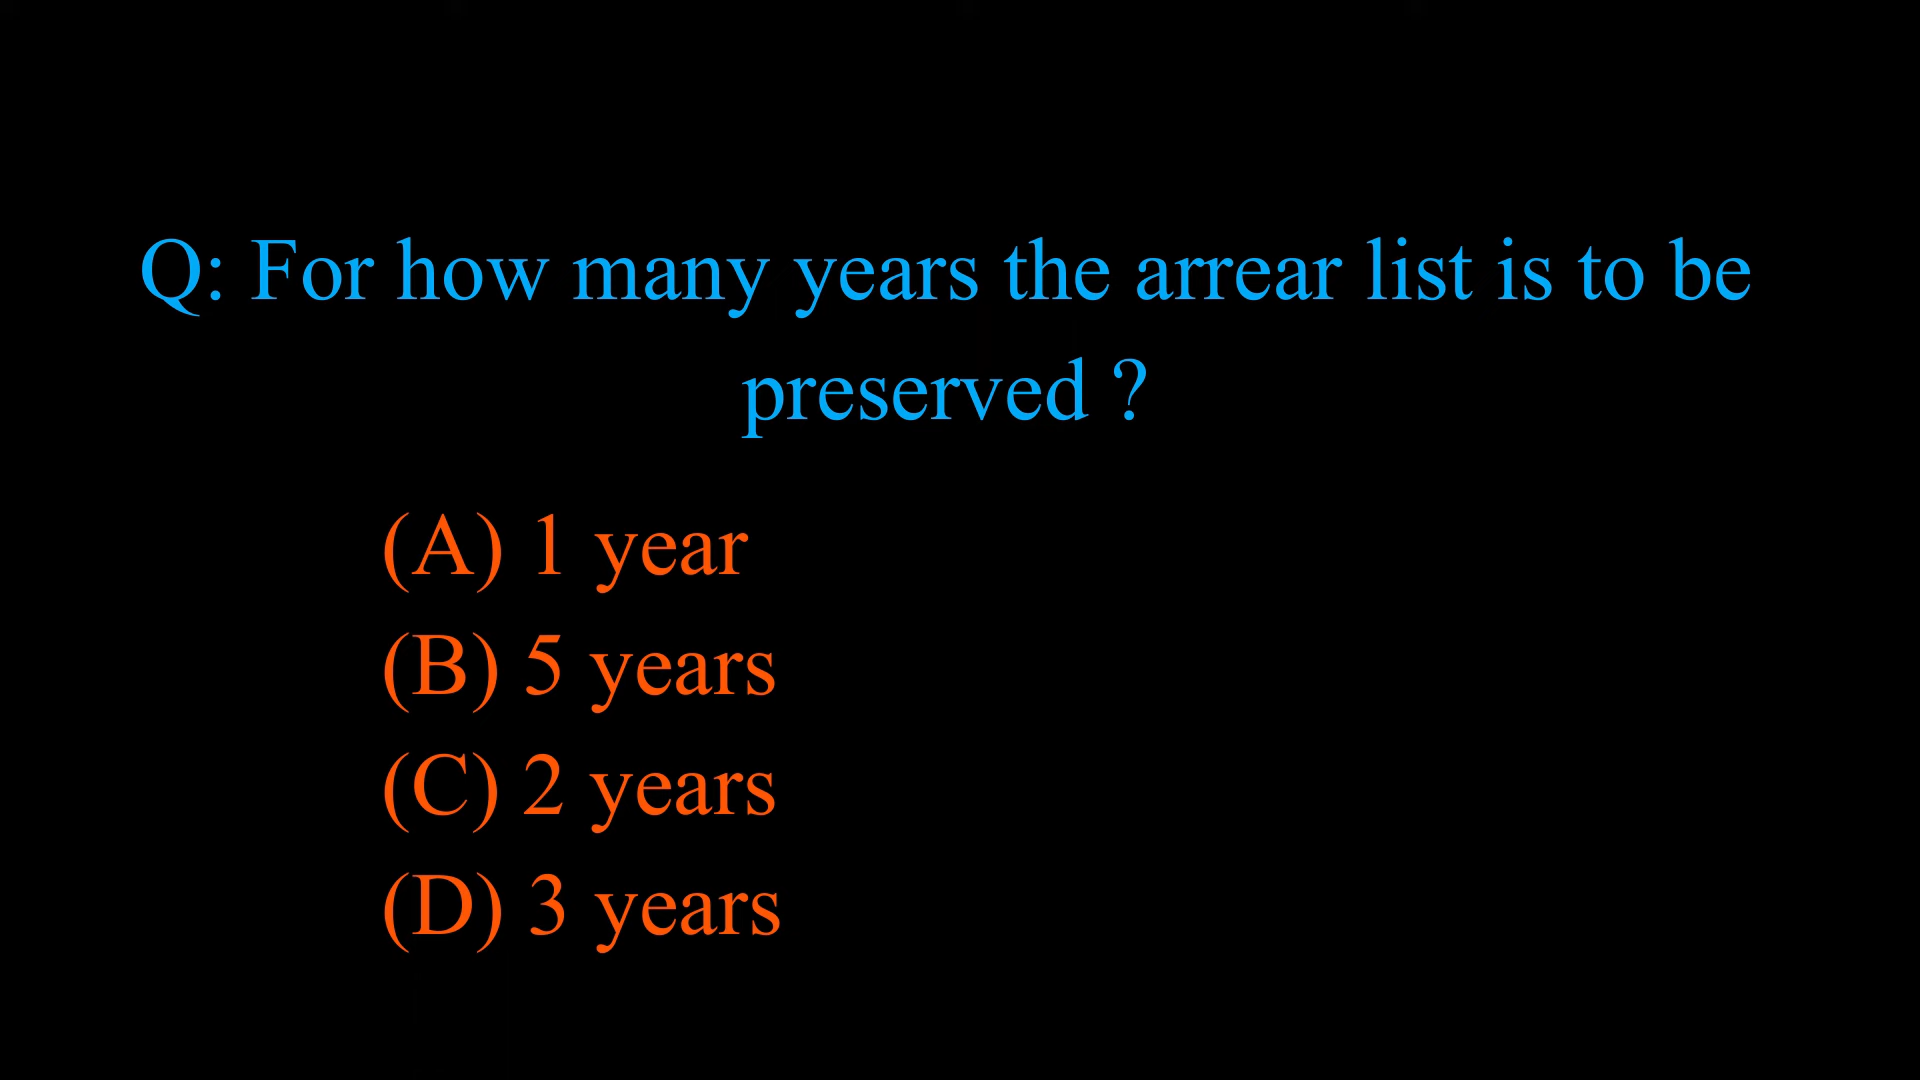 Q: For how many years the arrear list is to be
preserved ?
(A) 1 year
(B) 5 years
(C) 2 years
(D) 3 years